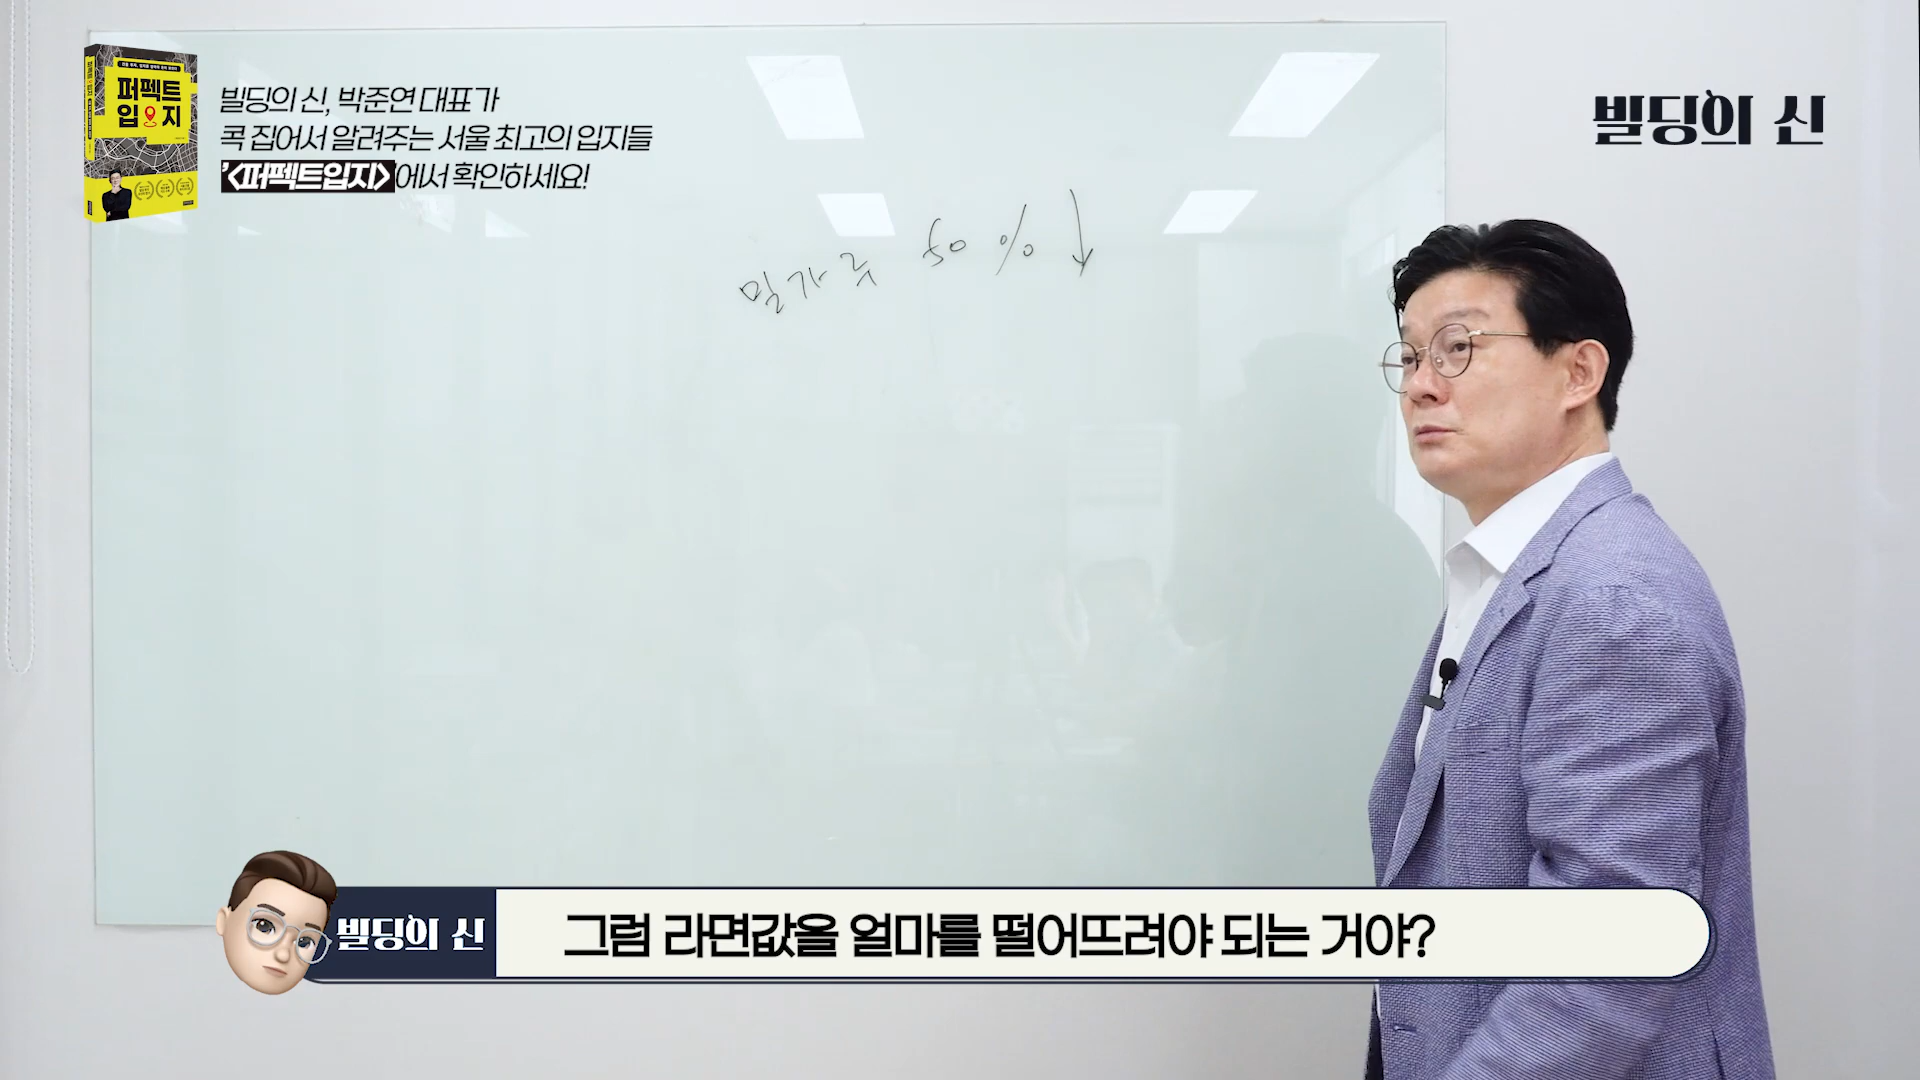 퍼펙트
입지
빌딩의 신, 박준연 대표가
콕 집어서 알려주는 서울 최고의 입지들
'<퍼펙트입지>'에서 확인하세요!
빌딩의 신
밀가루 50% ↓
빌딩의 신
그럼 라면값을 얼마를 떨어뜨려야 되는 거야?